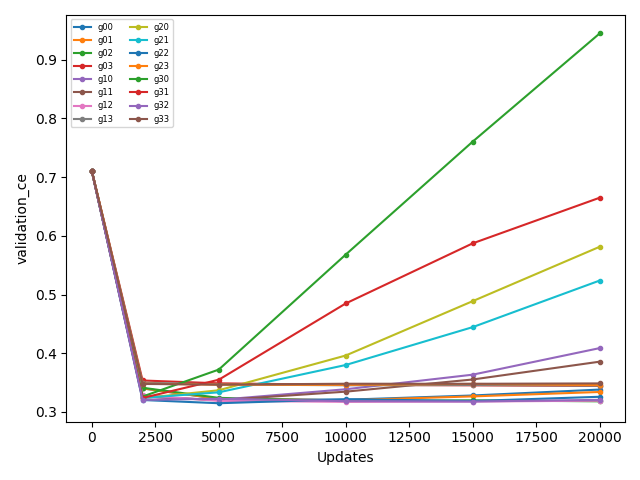 g00 g20
g01 g21
g02 g22
g03 g23
g10 g30
g11 g31
g12 g32
g13 g33
validation_ce
0.9
0.8
0.7
0.6
0.5
0.4
0.3
0 2500 5000 7500 10000 12500 15000 17500 20000
Updates